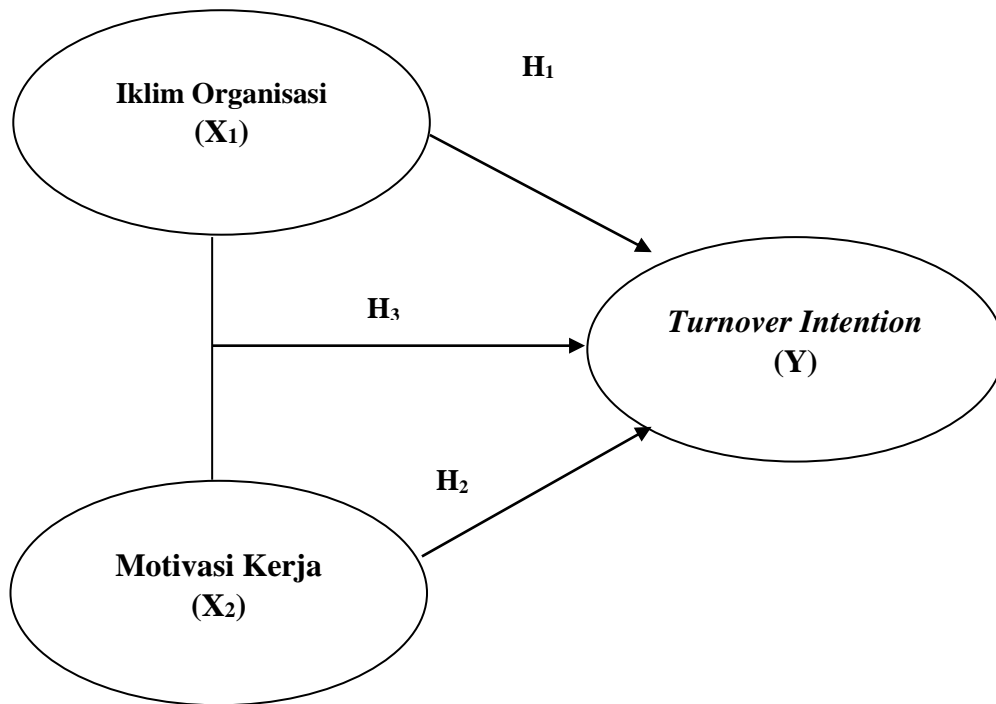 Iklim Organisasi
(X₁)
H₁
H₃
Turnover Intention
(Y)
H₂
Motivasi Kerja
(X₂)